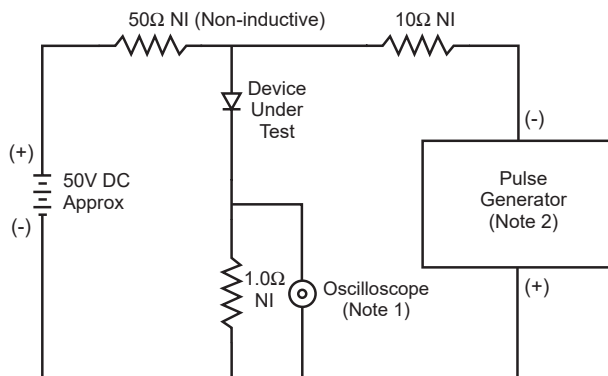 50Ω NI (Non-inductive)
10Ω NI
Device
Under
Test
(-)
(+)
50V DC
Approx
(-)
Pulse
Generator
(Note 2)
1.0Ω
NI
Oscilloscope
(Note 1)
(+)